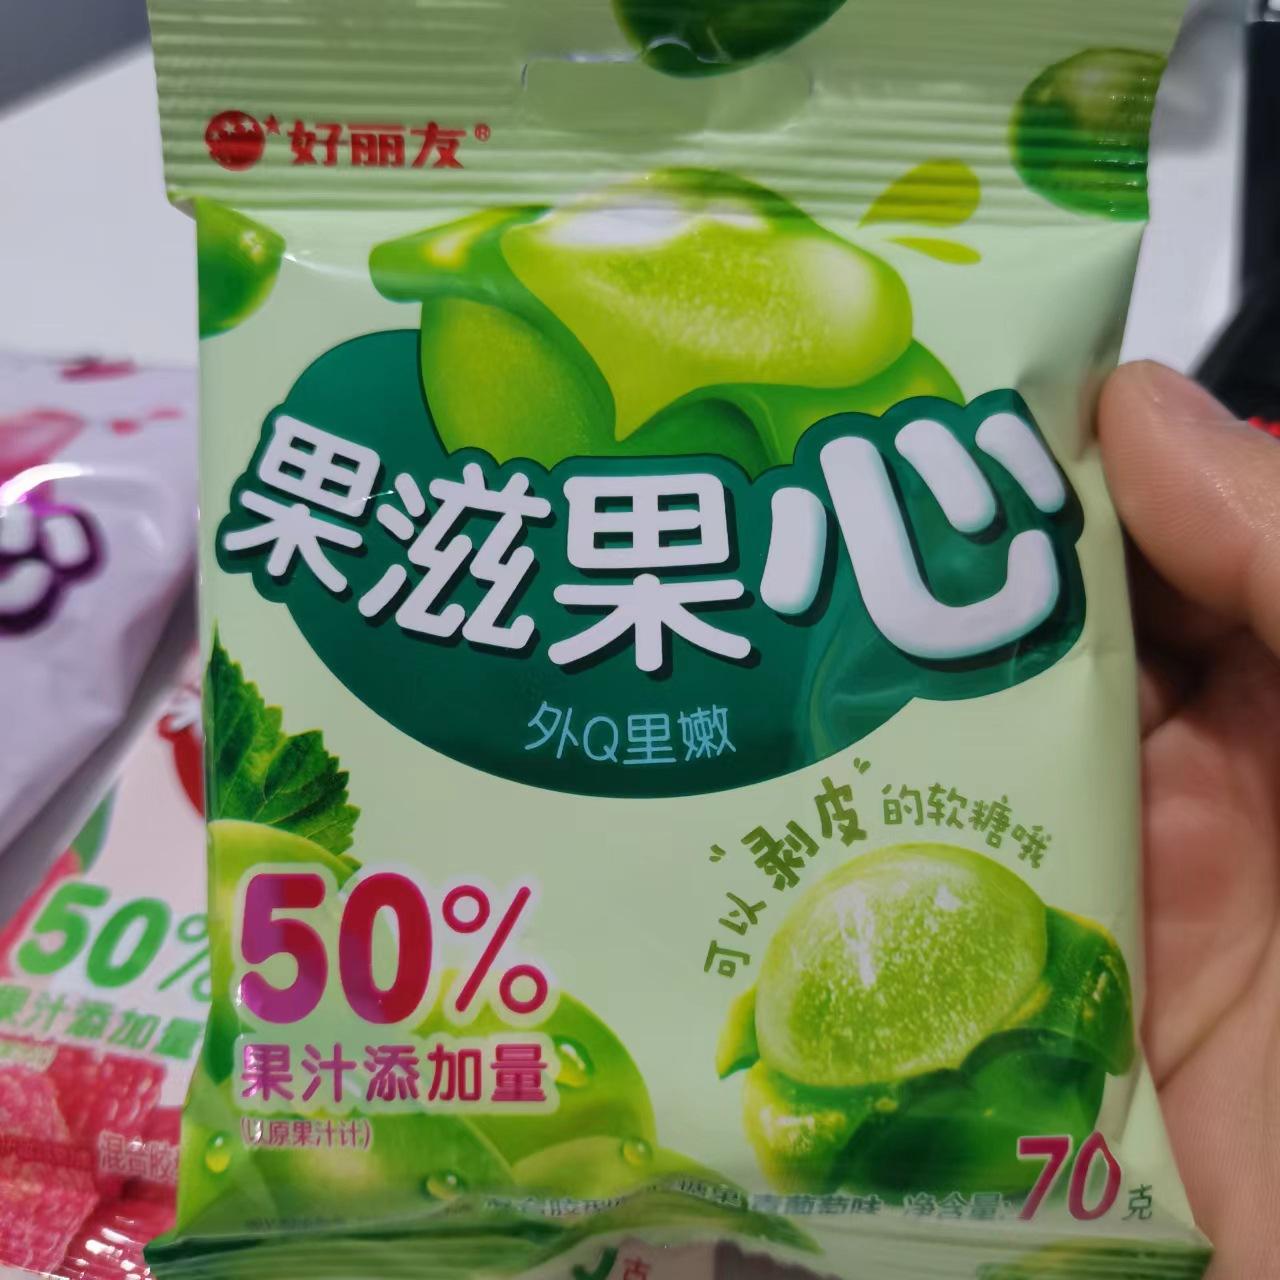 好丽友®
果滋果心
外Q里嫩
可以"剥皮"的软糖哦
50%
果汁添加量
(以原果汁计)
青葡萄味 净含量:70克
50%
果汁添加量